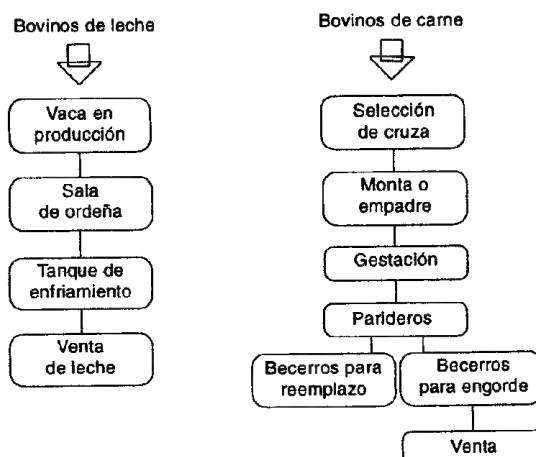 Bovinos de leche
Vaca en
producción
Sala
de ordeña
Tanque de
enfriamiento
Venta
de leche
Bovinos de carne
Selección
de cruza
Monta o
empadre
Gestación
Parideros
Becerros para
reemplazo
Becerros
para engorde
Venta